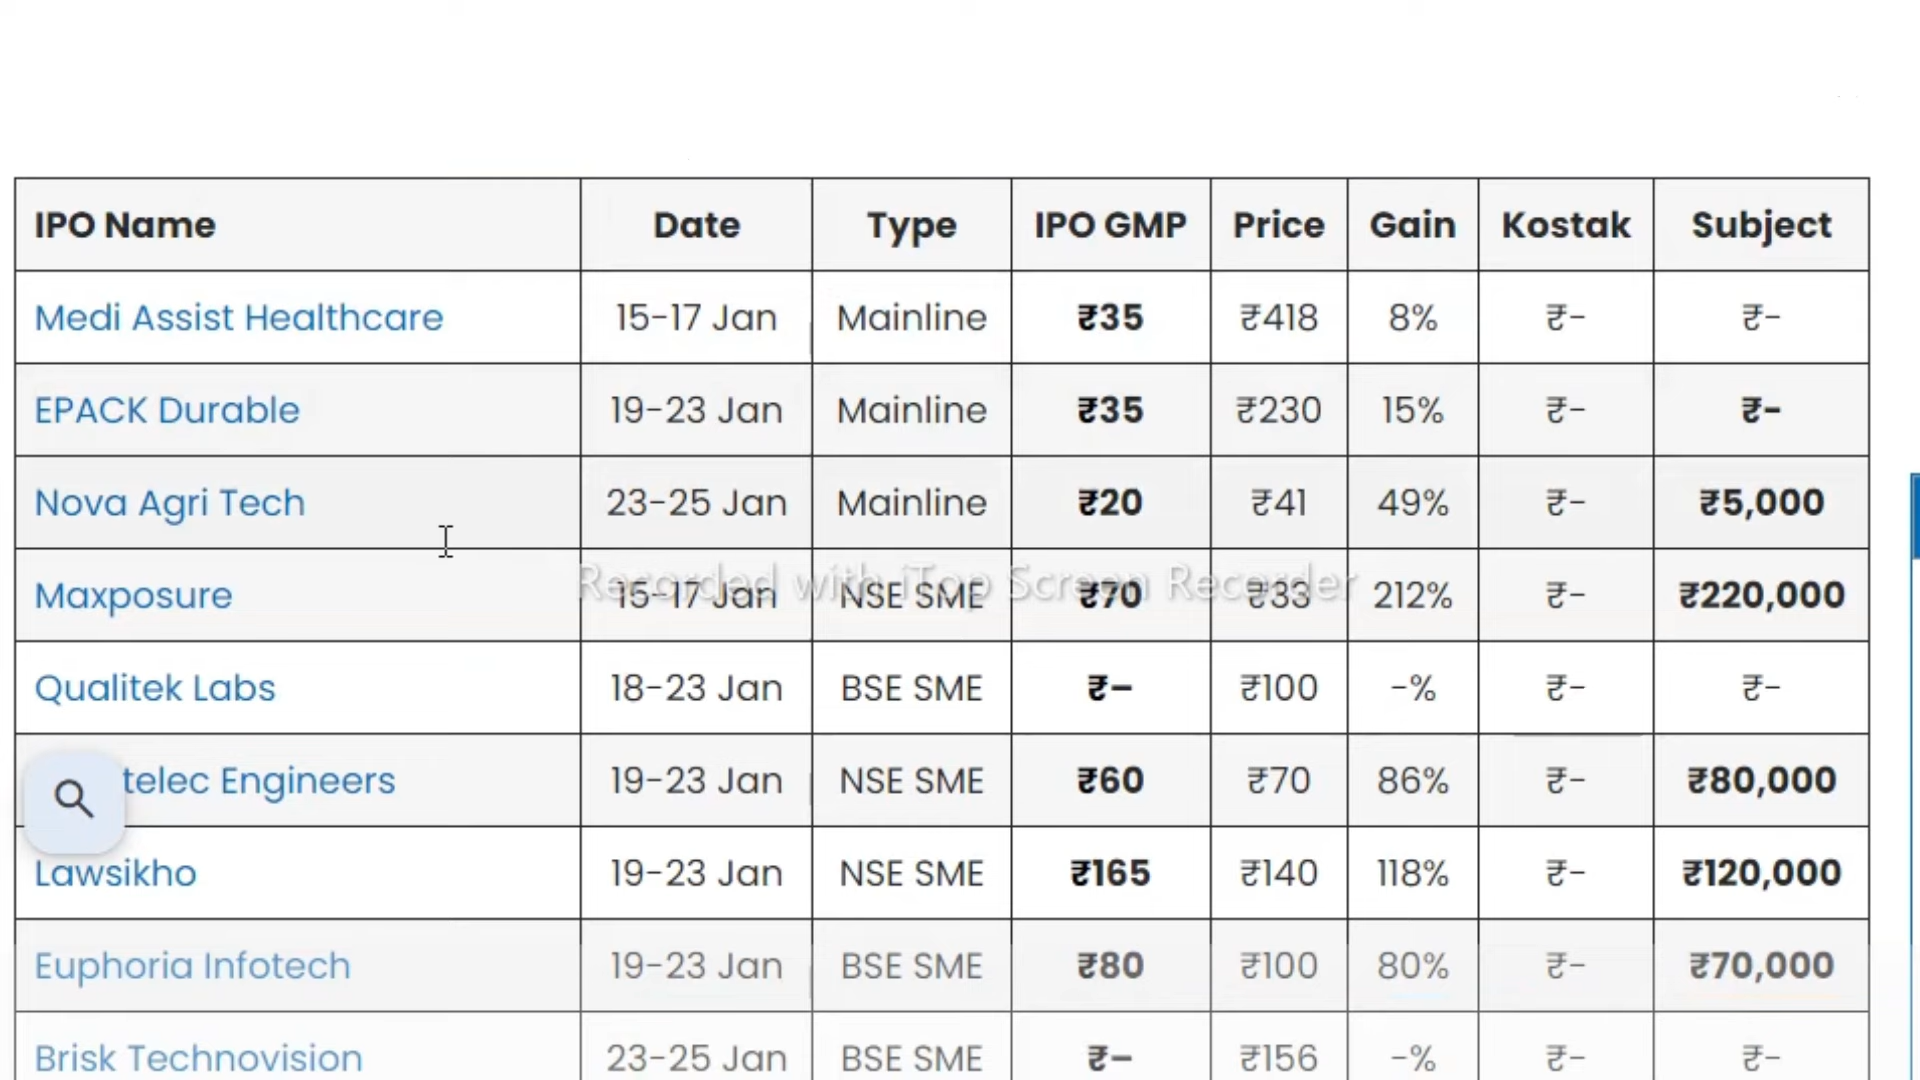 IPO Name Date Type IPO GMP Price Gain Kostak Subject
Medi Assist Healthcare 15-17 Jan Mainline ₹35 ₹418 8% ₹- ₹-
EPACK Durable 19-23 Jan Mainline ₹35 ₹230 15% ₹- ₹-
Nova Agri Tech 23-25 Jan Mainline ₹20 ₹41 49% ₹- ₹5,000
Recorded with iTop Screen Recorder
Maxposure 15-17 Jan NSE SME ₹70 ₹33 212% ₹- ₹220,000
Qualitek Labs 18-23 Jan BSE SME ₹– ₹100 -% ₹- ₹-
telec Engineers 19-23 Jan NSE SME ₹60 ₹70 86% ₹- ₹80,000
Lawsikho 19-23 Jan NSE SME ₹165 ₹140 118% ₹- ₹120,000
Euphoria Infotech 19-23 Jan BSE SME ₹80 ₹100 80% ₹- ₹70,000
Brisk Technovision 23-25 Jan BSE SME ₹– ₹156 -% ₹- ₹-